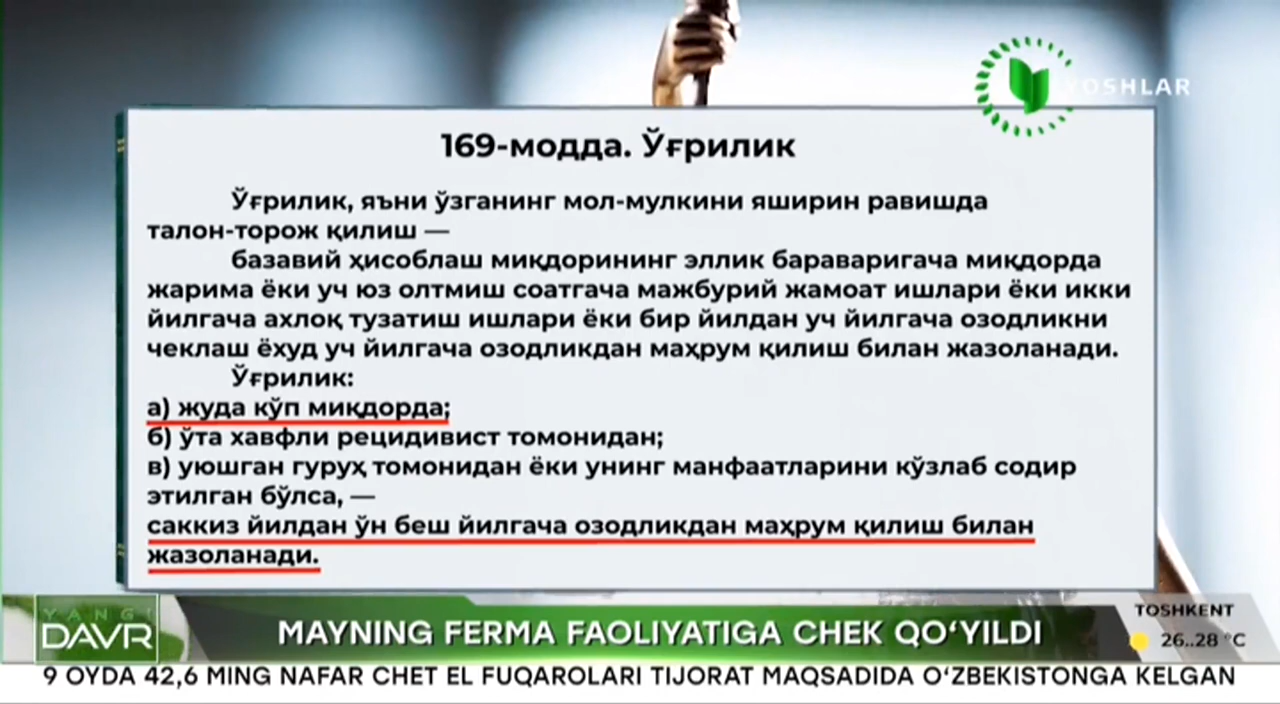 YOSHLAR
169-модда. Ўғрилик
Ўғрилик, яъни ўзганинг мол-мулкини яширин равишда
талон-торож қилиш —
базавий ҳисоблаш миқдорининг эллик бараваригача миқдорда
жарима ёки уч юз олтмиш соатгача мажбурий жамоат ишлари ёки икки
йилгача ахлоқ тузатиш ишлари ёки бир йилдан уч йилгача озодликни
чеклаш ёхуд уч йилгача озодликдан маҳрум қилиш билан жазоланади.
Ўғрилик:
а) жуда кўп миқдорда;
б) ўта хавфли рецидивист томонидан;
в) уюшган гуруҳ томонидан ёки унинг манфаатларини кўзлаб содир
этилган бўлса, —
саккиз йилдан ўн беш йилгача озодликдан маҳрум қилиш билан
жазоланади.
YANGI
DAVR
MAYNING FERMA FAOLIYATIGA CHEK QO‘YILDI
TOSHKENT
26..28 °C
9 OYDA 42,6 MING NAFAR CHET EL FUQAROLARI TIJORAT MAQSADIDA O‘ZBEKISTONGA KELGAN